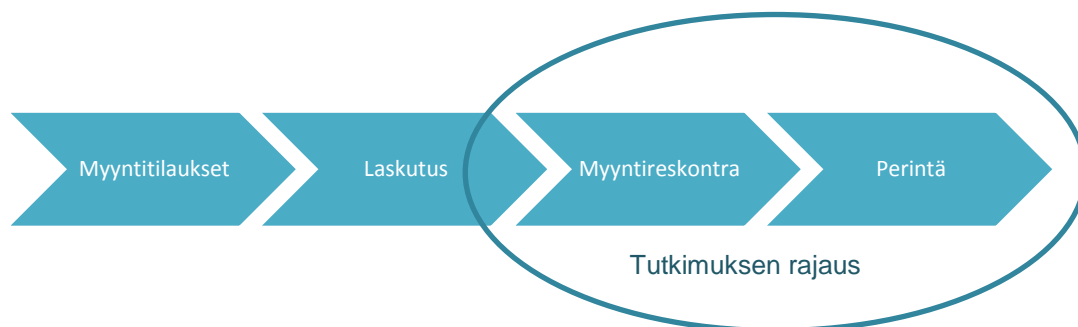 Myyntitilaukset
Laskutus
Myyntireskontra
Perintä
Tutkimuksen rajaus